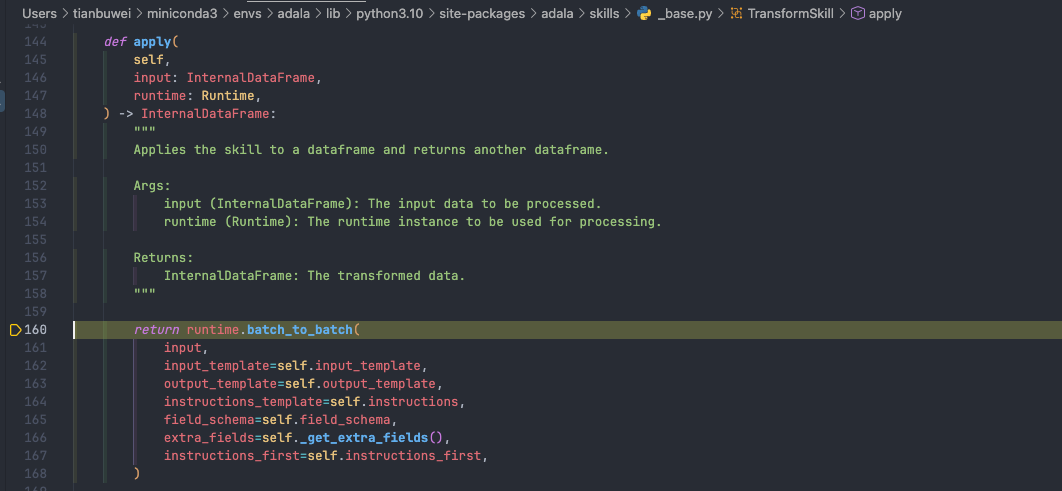 Users > tianbuwei > miniconda3 > envs > adala > lib > python3.10 > site-packages > adala > skills > _base.py > TransformSkill > apply
144 def apply(
145 self,
146 input: InternalDataFrame,
147 runtime: Runtime,
148 ) -> InternalDataFrame:
149 """
150 Applies the skill to a dataframe and returns another dataframe.
151
152 Args:
153 input (InternalDataFrame): The input data to be processed.
154 runtime (Runtime): The runtime instance to be used for processing.
155
156 Returns:
157 InternalDataFrame: The transformed data.
158 """
159
160 return runtime.batch_to_batch(
161 input,
162 input_template=self.input_template,
163 output_template=self.output_template,
164 instructions_template=self.instructions,
165 field_schema=self.field_schema,
166 extra_fields=self._get_extra_fields(),
167 instructions_first=self.instructions_first,
168 )